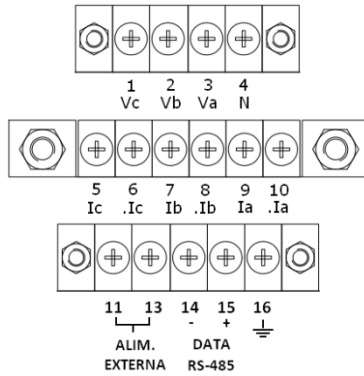 1 2 3 4
Vc Vb Va N
5 6 7 8 9 10
Ic .Ic Ib .Ib Ia .Ia
11 13 14 15 16
- +
ALIM. DATA
EXTERNA RS-485